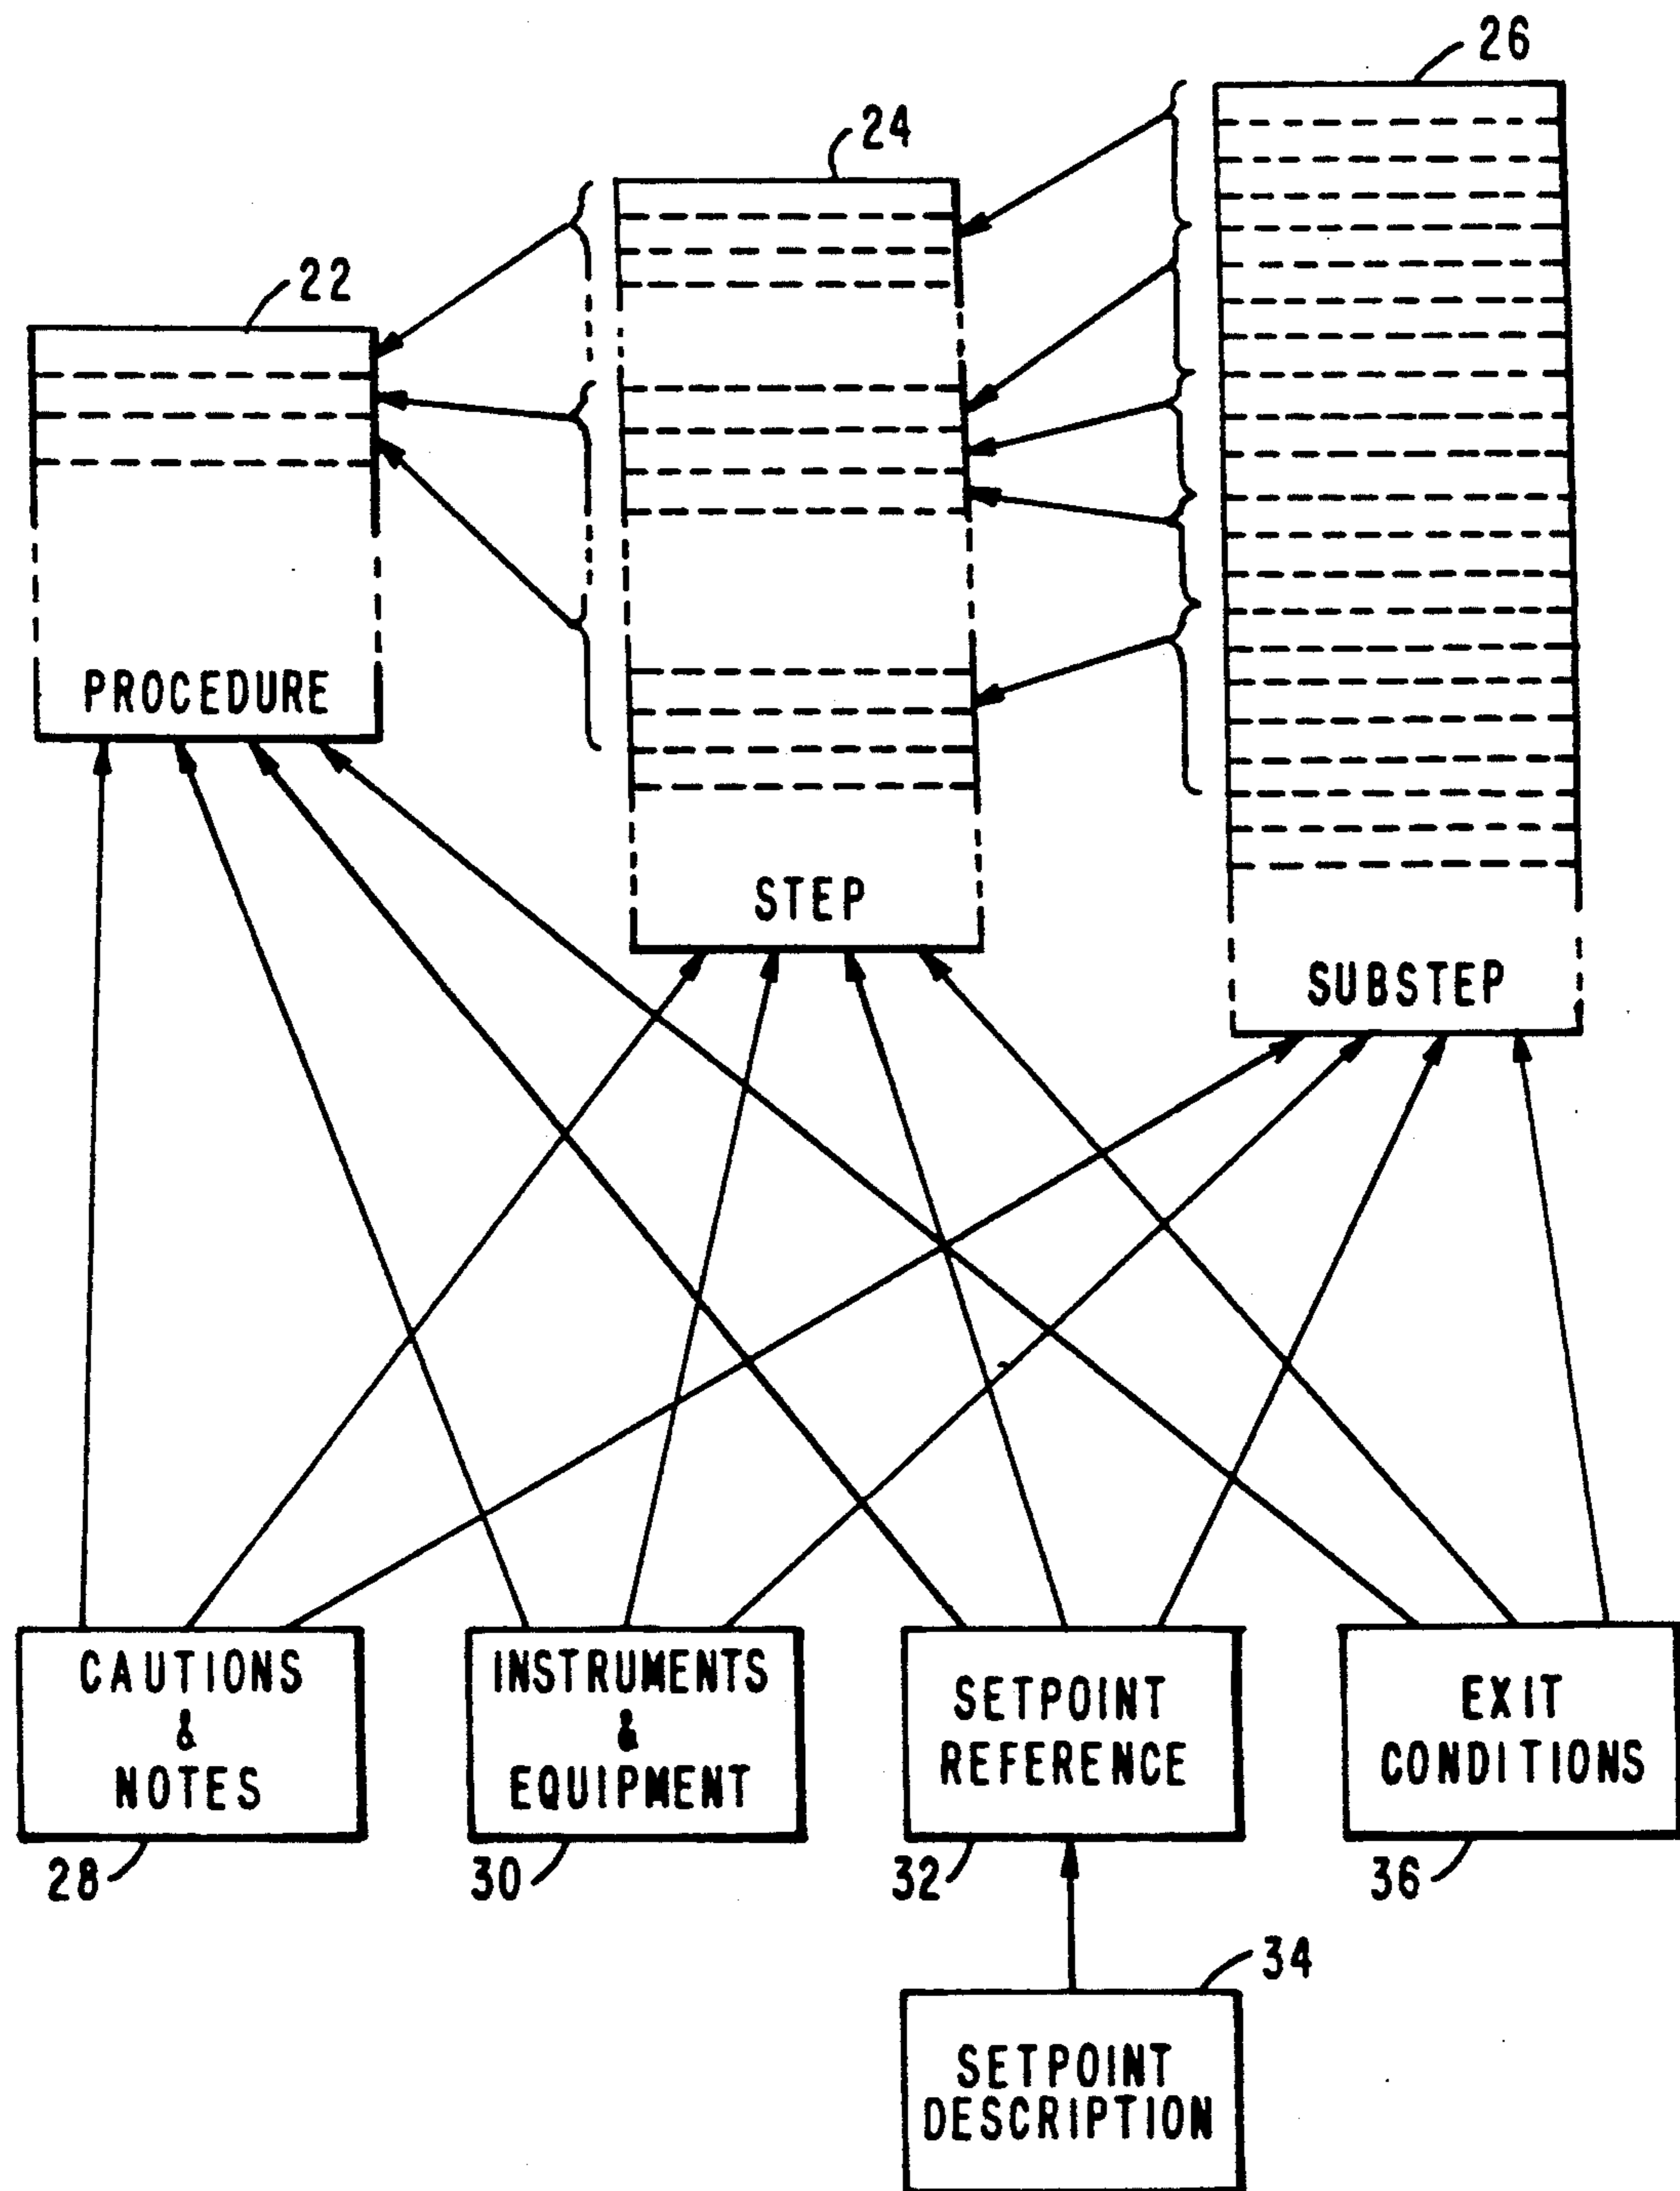 26
24
22
PROCEDURE
STEP
SUBSTEP
CAUTIONS
&
NOTES
INSTRUMENTS
&
EQUIPMENT
SETPOINT
REFERENCE
EXIT
CONDITIONS
28
30
32
36
34
SETPOINT
DESCRIPTION